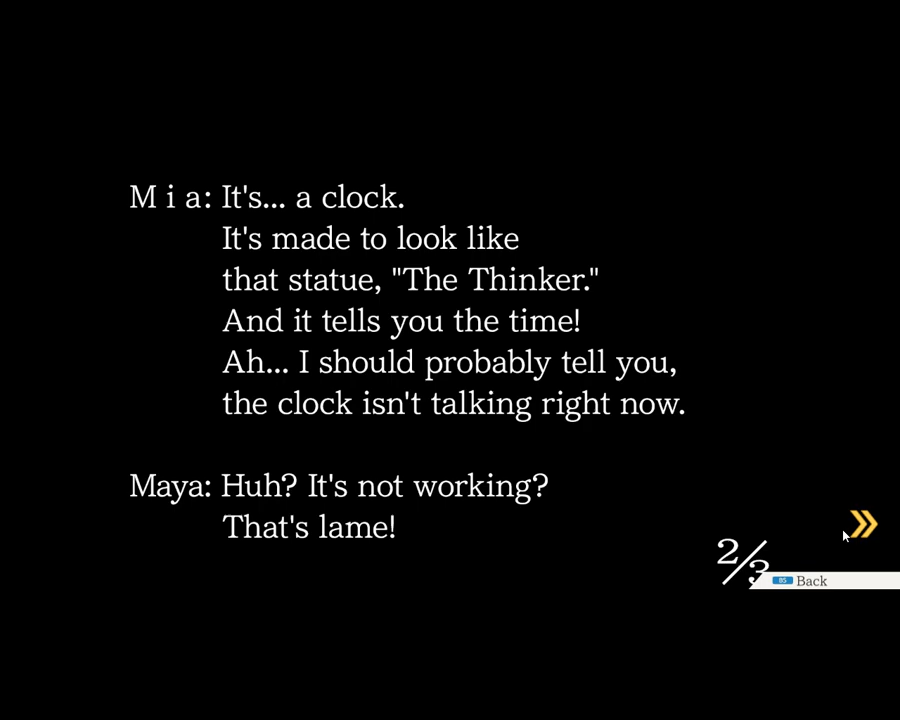 M i a: It's... a clock.
It's made to look like
that statue, "The Thinker."
And it tells you the time!
Ah... I should probably tell you,
the clock isn't talking right now.
Maya: Huh? It's not working?
That's lame!
2/3
BS Back